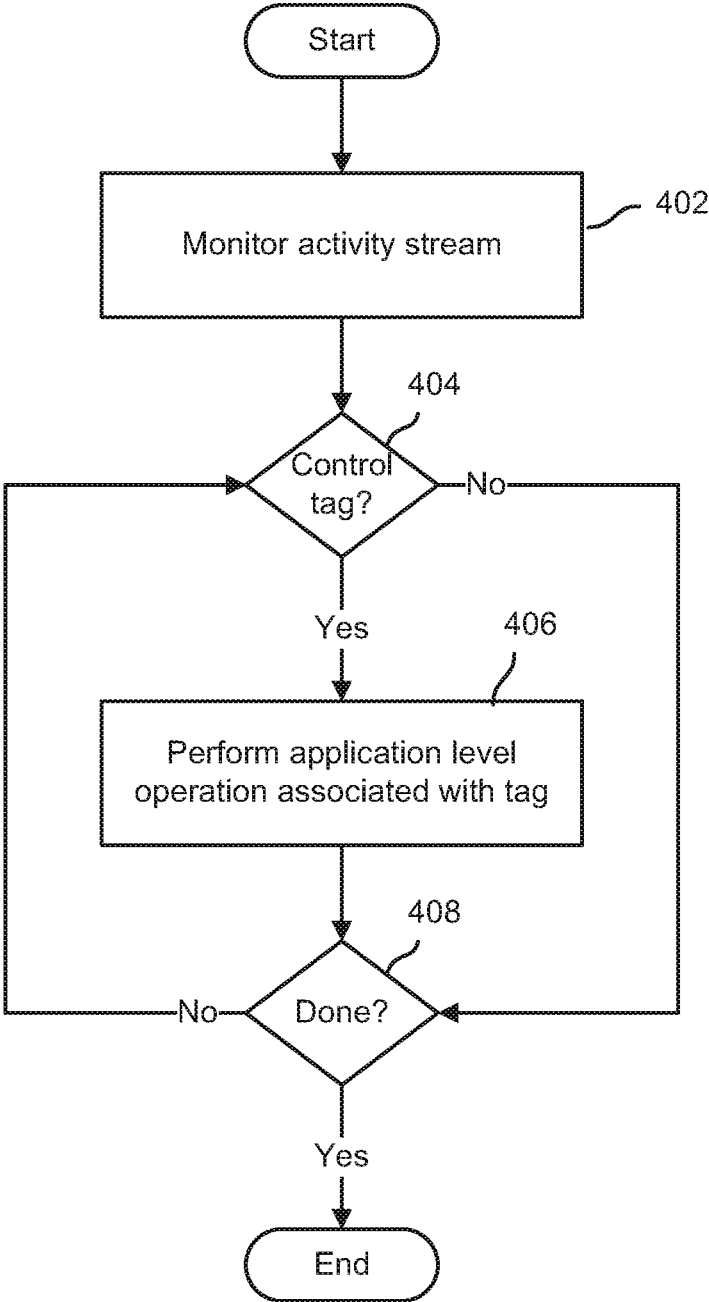 Start
Monitor activity stream
402
404
Control
tag?
No
Yes
406
Perform application level
operation associated with tag
408
Done?
No
Yes
End